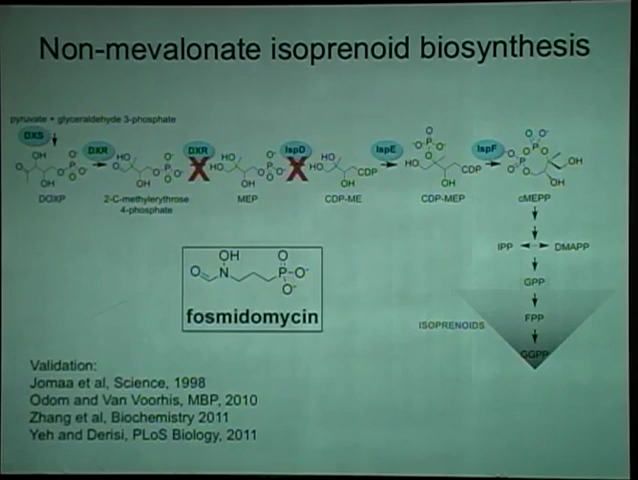 Non-mevalonate isoprenoid biosynthesis
pyruvate + glyceraldehyde 3-phosphate
DXS
DXR
DXR
IspD
IspE
IspF
DOXP
2-C-methylerythrose
4-phosphate
MEP
CDP-ME
CDP-MEP
cMEPP
IPP
DMAPP
GPP
ISOPRENOIDS
FPP
GGPP
OH
O
N
P
O-
O-
fosmidomycin
Validation:
Jomaa et al, Science, 1998
Odom and Van Voorhis, MBP, 2010
Zhang et al, Biochemistry 2011
Yeh and Derisi, PLoS Biology, 2011